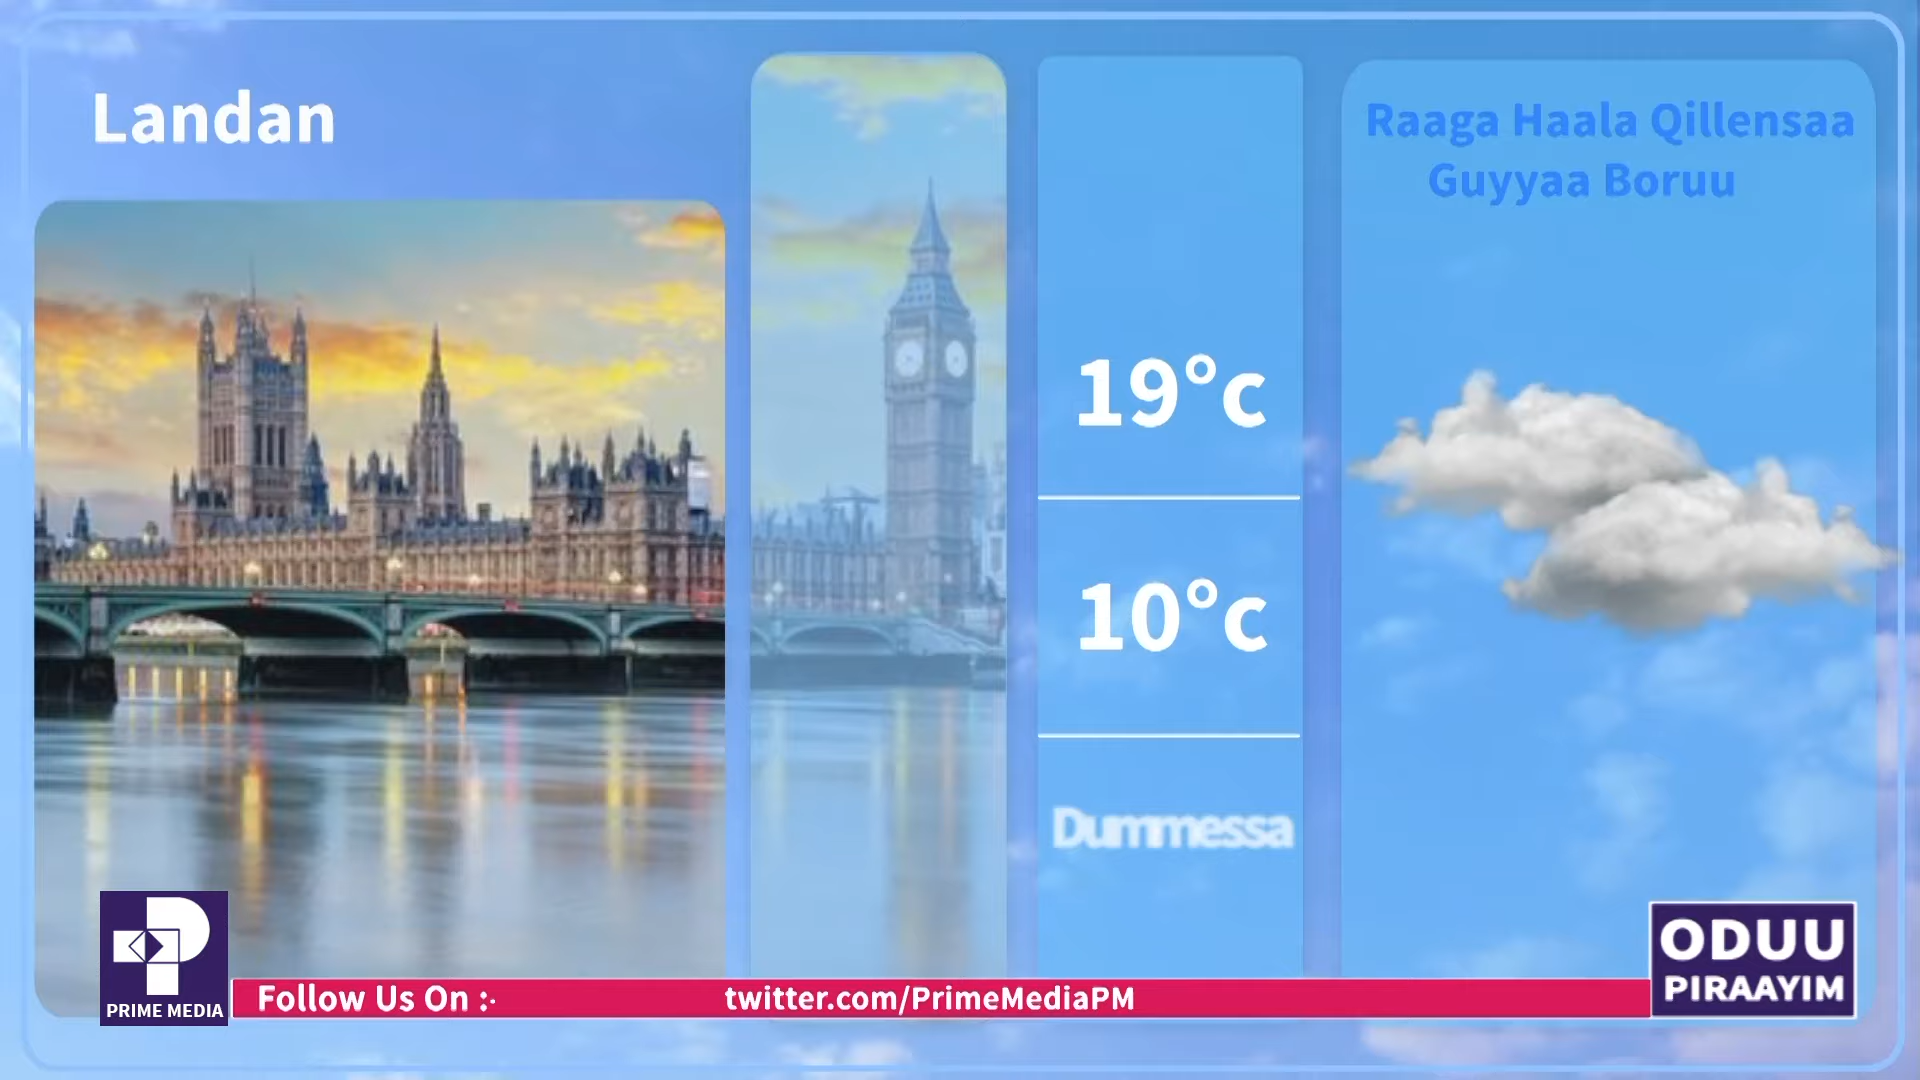 Landan
Raaga Haala Qillensaa
Guyyaa Boruu
19°c
10°c
Dummessa
PRIME MEDIA
Follow Us On :-
twitter.com/PrimeMediaPM
ODUU
PIRAAYIM